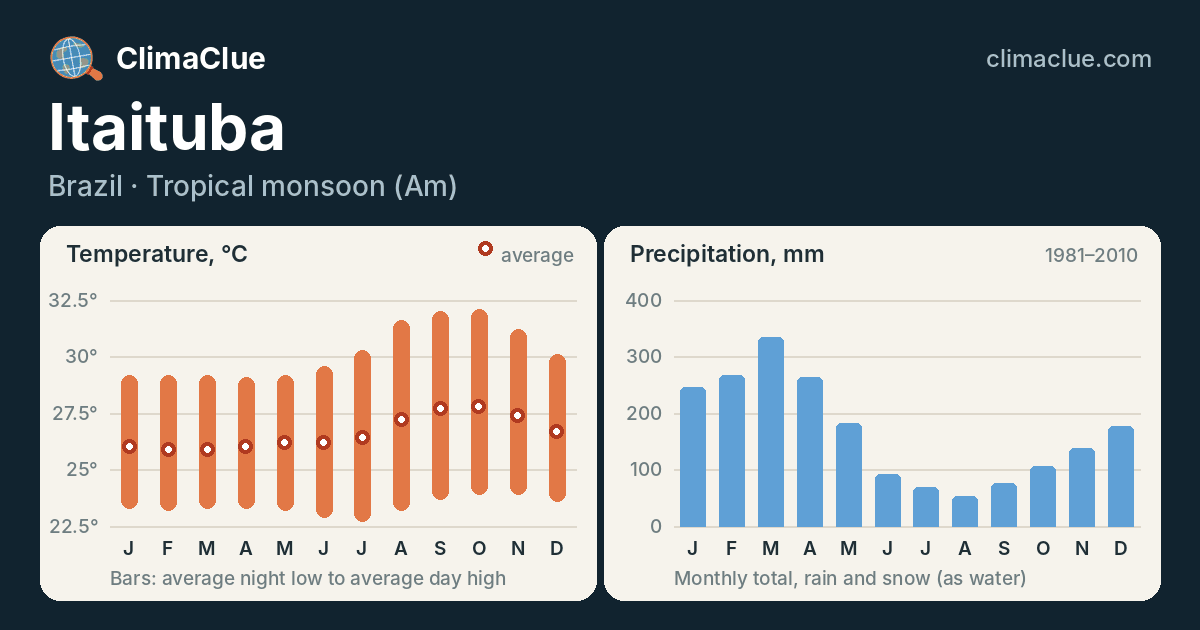 ClimaClue
climaclue.com
Itaituba
Brazil · Tropical monsoon (Am)
Temperature, °C
average
32.5°
30°
27.5°
25°
22.5°
J F M A M J J A S O N D
Bars: average night low to average day high
Precipitation, mm
1981–2010
400
300
200
100
0
J F M A M J J A S O N D
Monthly total, rain and snow (as water)